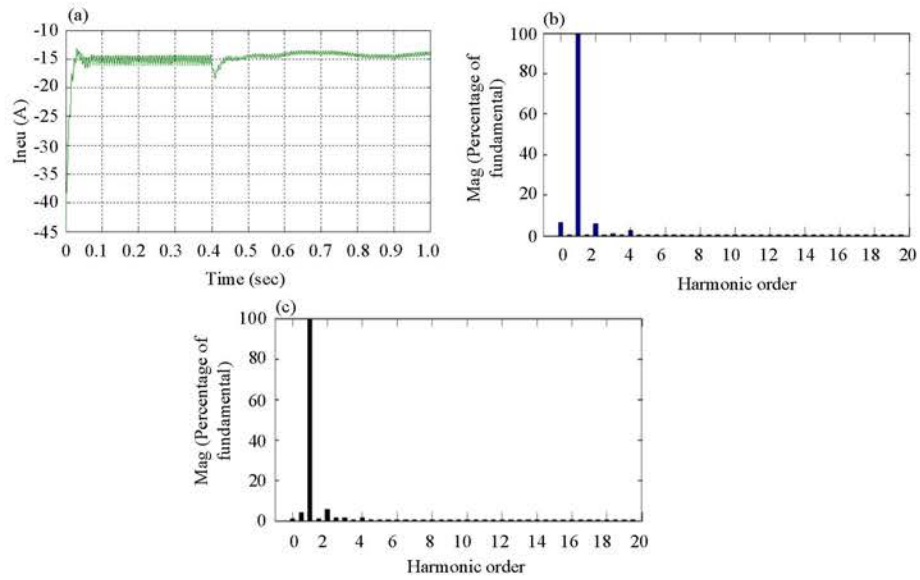 (a)
-10
-15
-20
-25
-30
-35
-40
-45
Ineu (A)
0 0.1 0.2 0.3 0.4 0.5 0.6 0.7 0.8 0.9 1.0
Time (sec)
(b)
100
80
60
40
20
0
Mag (Percentage of
fundamental)
0 2 4 6 8 10 12 14 16 18 20
Harmonic order
(c)
100
80
60
40
20
0
Mag (Percentage of
fundamental)
0 2 4 6 8 10 12 14 16 18 20
Harmonic order